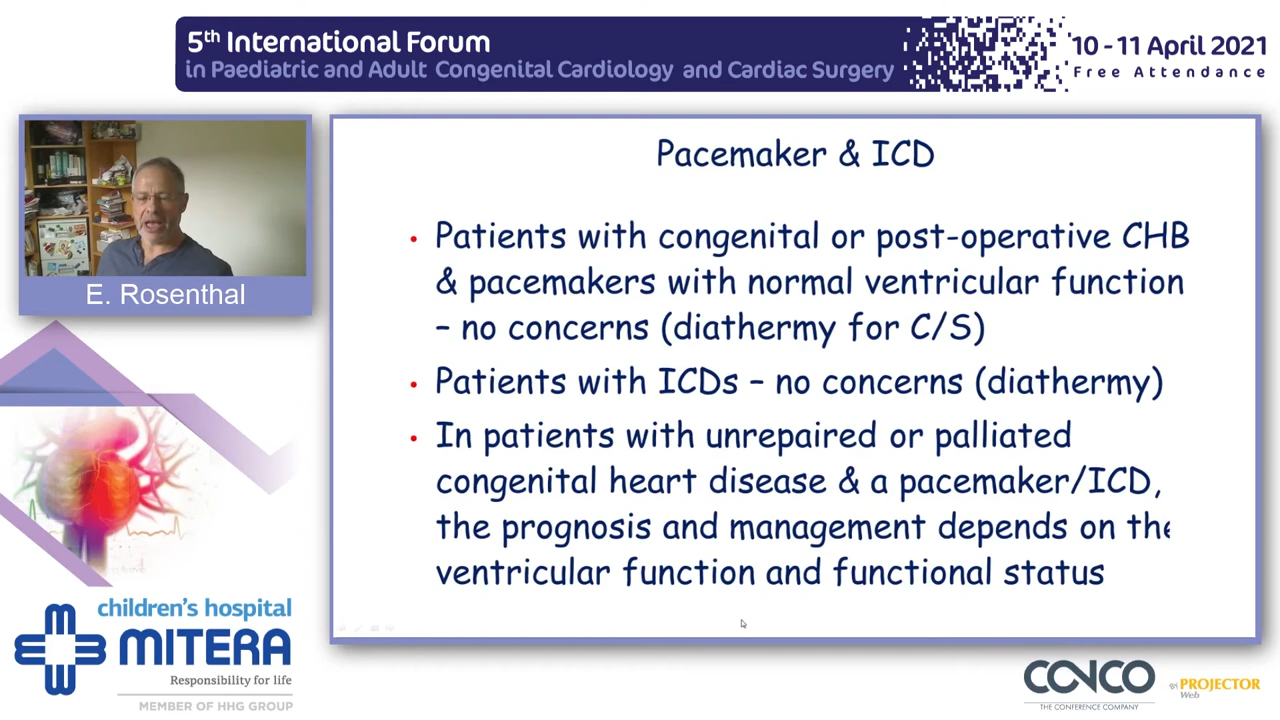 5th International Forum
in Paediatric and Adult Congenital Cardiology and Cardiac Surgery
10 - 11 April 2021
Free Attendance
E. Rosenthal
Pacemaker & ICD
• Patients with congenital or post-operative CHB
& pacemakers with normal ventricular function
– no concerns (diathermy for C/S)
• Patients with ICDs – no concerns (diathermy)
• In patients with unrepaired or palliated
congenital heart disease & a pacemaker/ICD,
the prognosis and management depends on the
ventricular function and functional status
children's hospital
MITERA
Responsibility for life
MEMBER OF HHG GROUP
CONCO
THE CONFERENCE COMPANY
BY PROJECTOR
Web